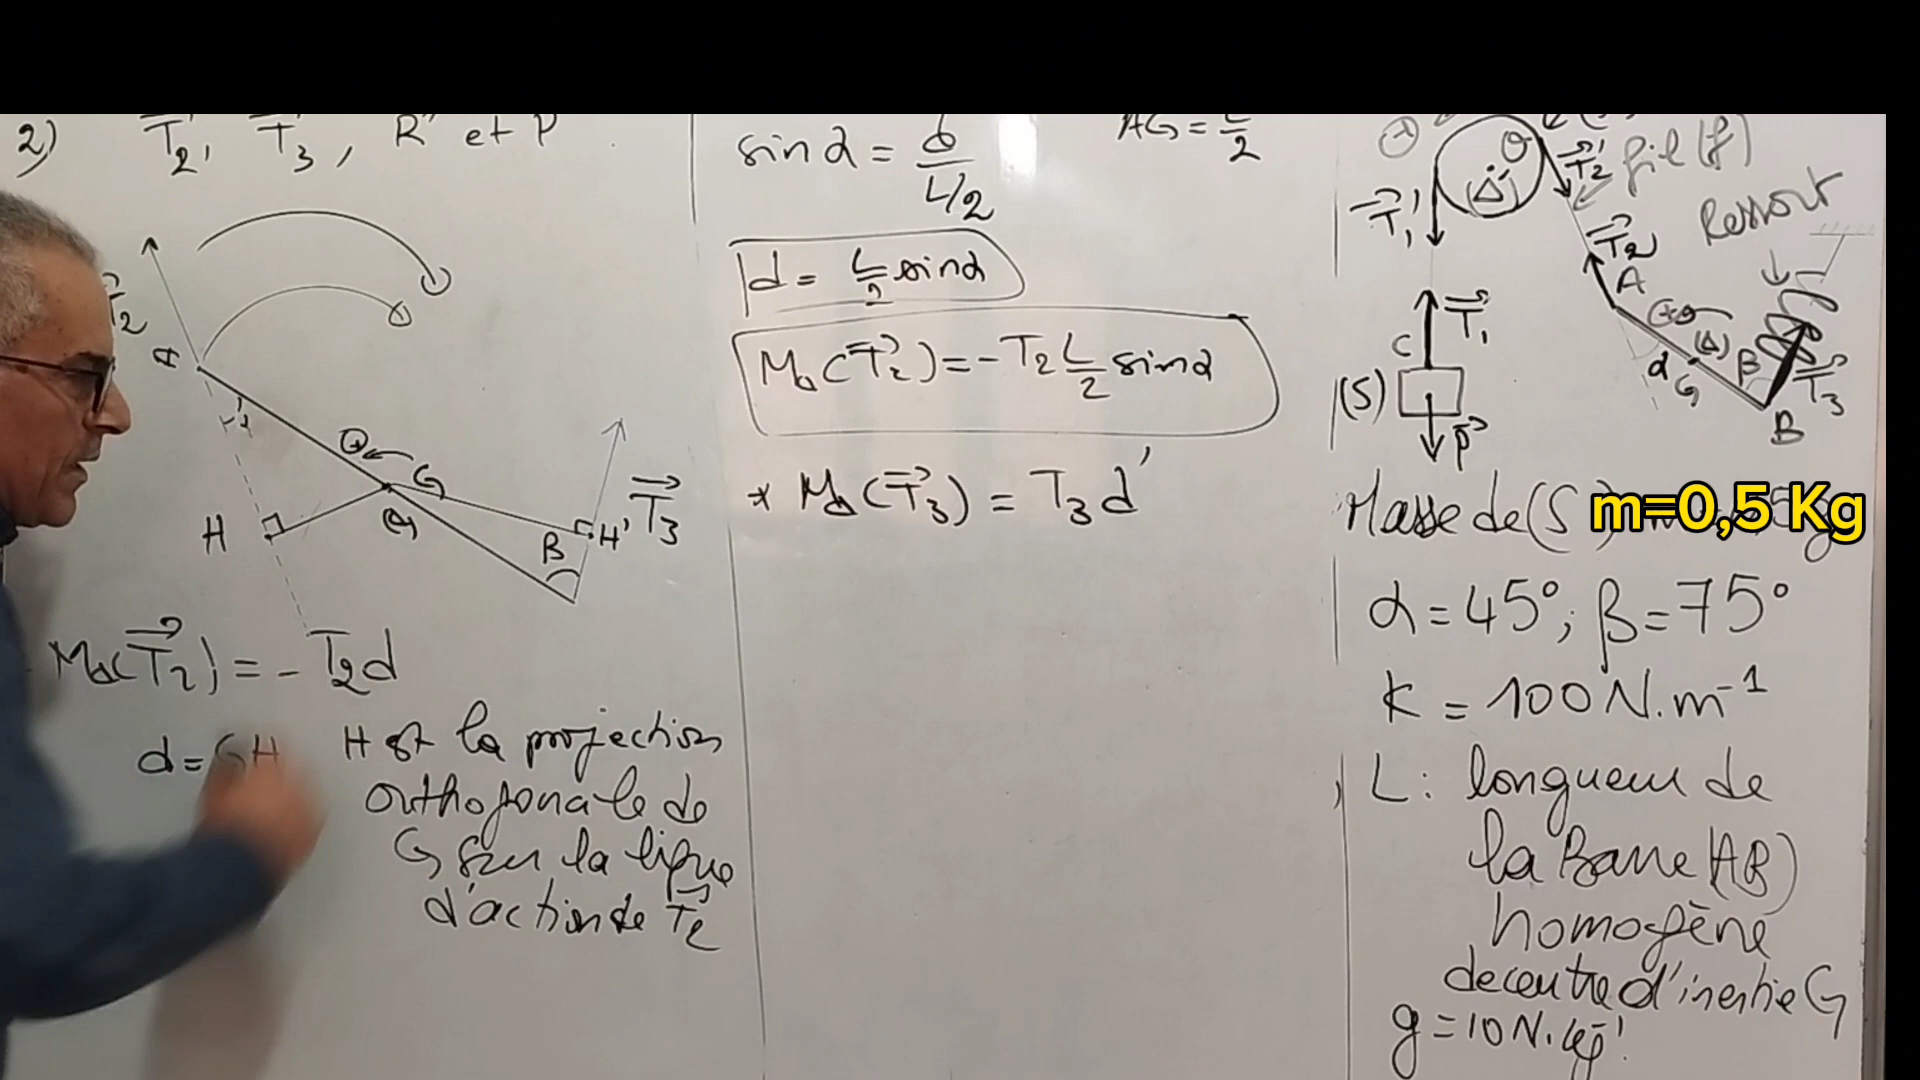 2) T₂, T₃, R' et P
T₂
A
α
⊕
G
(Δ)
H
H'
T₃
β
M_Δ(T₂) = - T₂d
d = GH
H est la projection
orthogonale de
G sur la ligne
d'action de T₂
sin α = d / L/2
AG = L/2
d = L/2 sin α
M_Δ(T₂) = - T₂ L/2 sin α
* M_Δ(T₃) = T₃ d'
⊕
O
(Δ')
T'₂
fil (f)
Ressort
T'₁
T₂
A
⊕
(Δ)
T₁
C
(S)
P
α
G
β
T₃
B
Masse de (S)
m=0,5 Kg
α = 45°; β = 75°
K = 100 N.m⁻¹
L : longueur de
la Barre (AB)
homogène
de centre d'inertie G
g = 10 N.kg⁻¹.